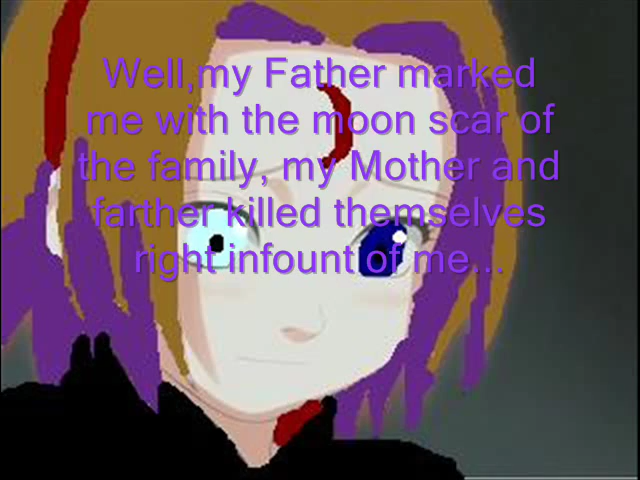 Well,my Father marked
me with the moon scar of
the family, my Mother and
farther killed themselves
right infount of me...